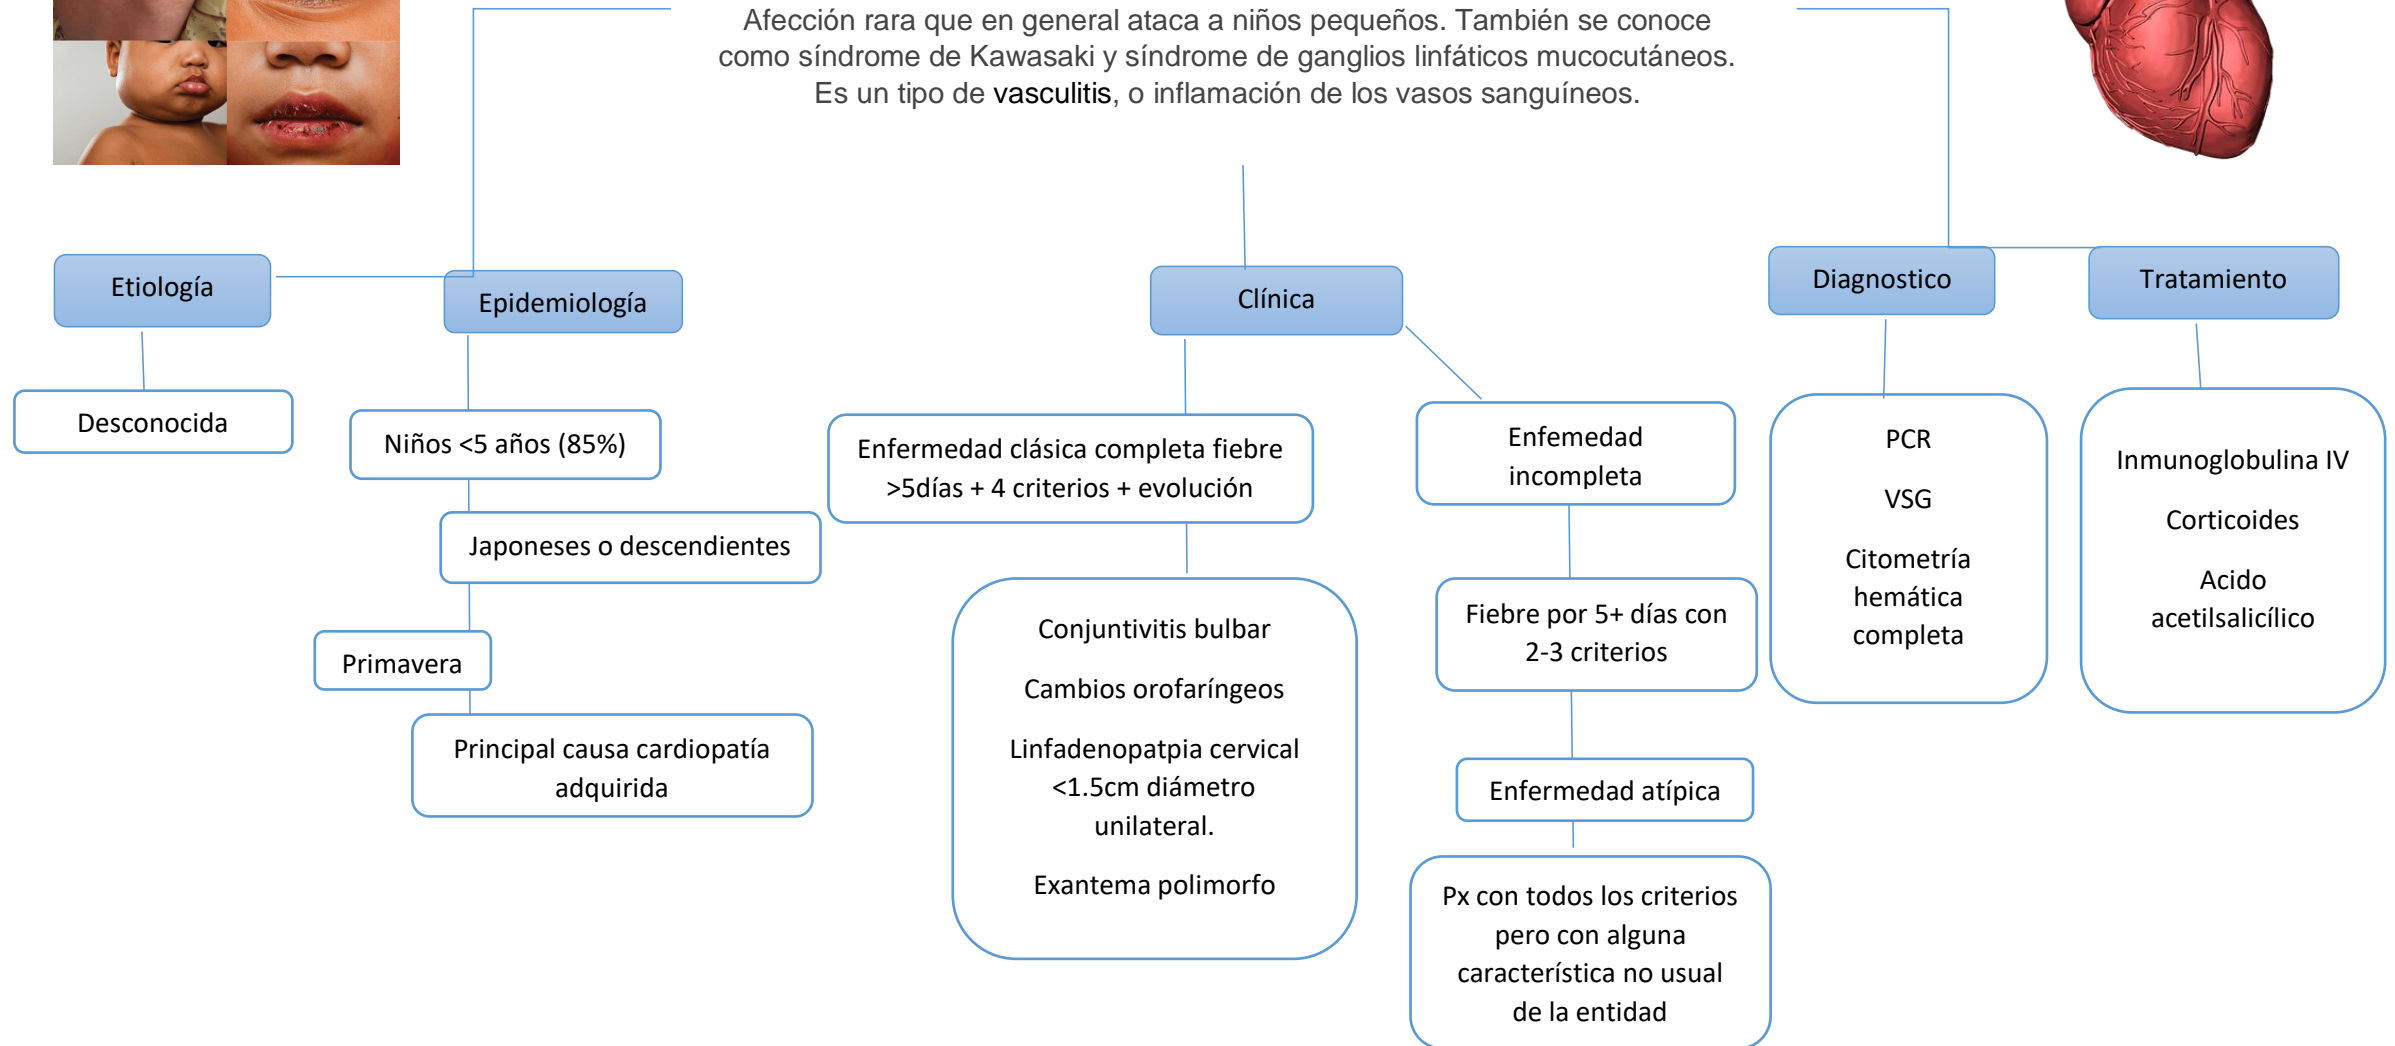 Afección rara que en general ataca a niños pequeños. También se conoce
como síndrome de Kawasaki y síndrome de ganglios linfáticos mucocutáneos.
Es un tipo de vasculitis, o inflamación de los vasos sanguíneos.
Etiología
Desconocida
Epidemiología
Niños <5 años (85%)
Japoneses o descendientes
Primavera
Principal causa cardiopatía
adquirida
Clínica
Enfermedad clásica completa fiebre
>5días + 4 criterios + evolución
Conjuntivitis bulbar
Cambios orofaríngeos
Linfadenopatpia cervical
<1.5cm diámetro
unilateral.
Exantema polimorfo
Enfemedad
incompleta
Fiebre por 5+ días con
2-3 criterios
Enfermedad atípica
Px con todos los criterios
pero con alguna
característica no usual
de la entidad
Diagnostico
PCR
VSG
Citometría
hemática
completa
Tratamiento
Inmunoglobulina IV
Corticoides
Acido
acetilsalicílico